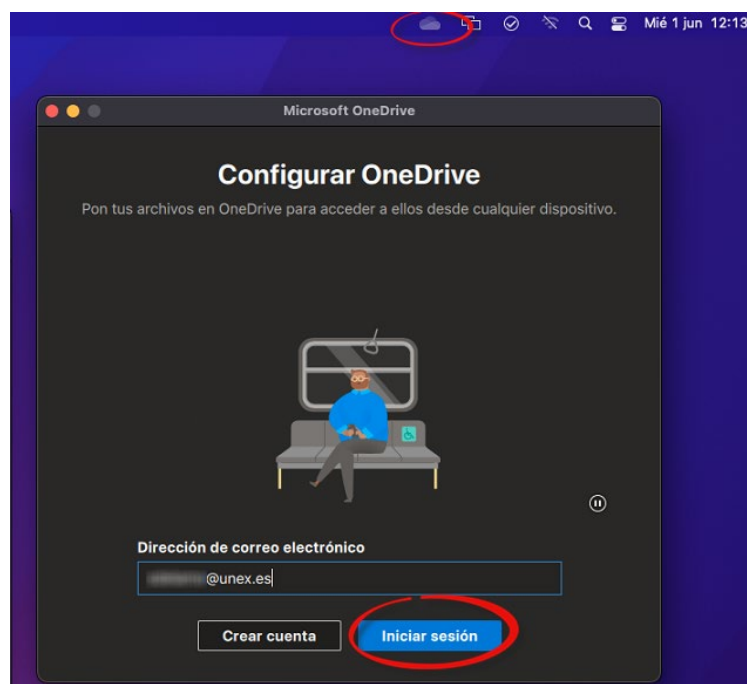 Mié 1 jun 12:13
Microsoft OneDrive
Configurar OneDrive
Pon tus archivos en OneDrive para acceder a ellos desde cualquier dispositivo.
Dirección de correo electrónico
@unex.es
Crear cuenta Iniciar sesión